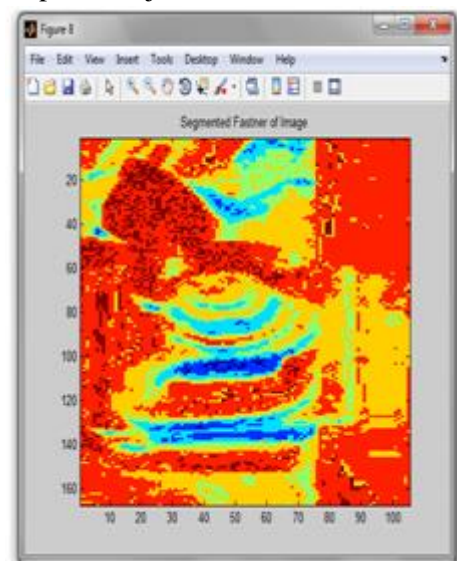 Figure 8
File Edit View Insert Tools Desktop Window Help
Segmented Fastner of Image
20
40
60
80
100
120
140
160
10 20 30 40 50 60 70 80 90 100